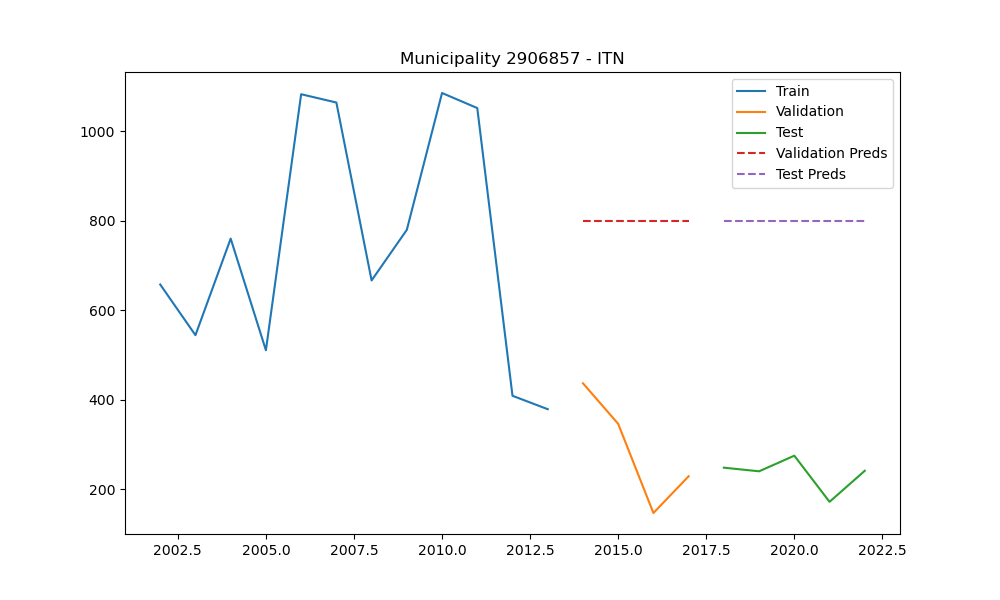 Municipality 2906857 - ITN
Train
Validation
Test
Validation Preds
Test Preds
1000
800
600
400
200
2002.5 2005.0 2007.5 2010.0 2012.5 2015.0 2017.5 2020.0 2022.5